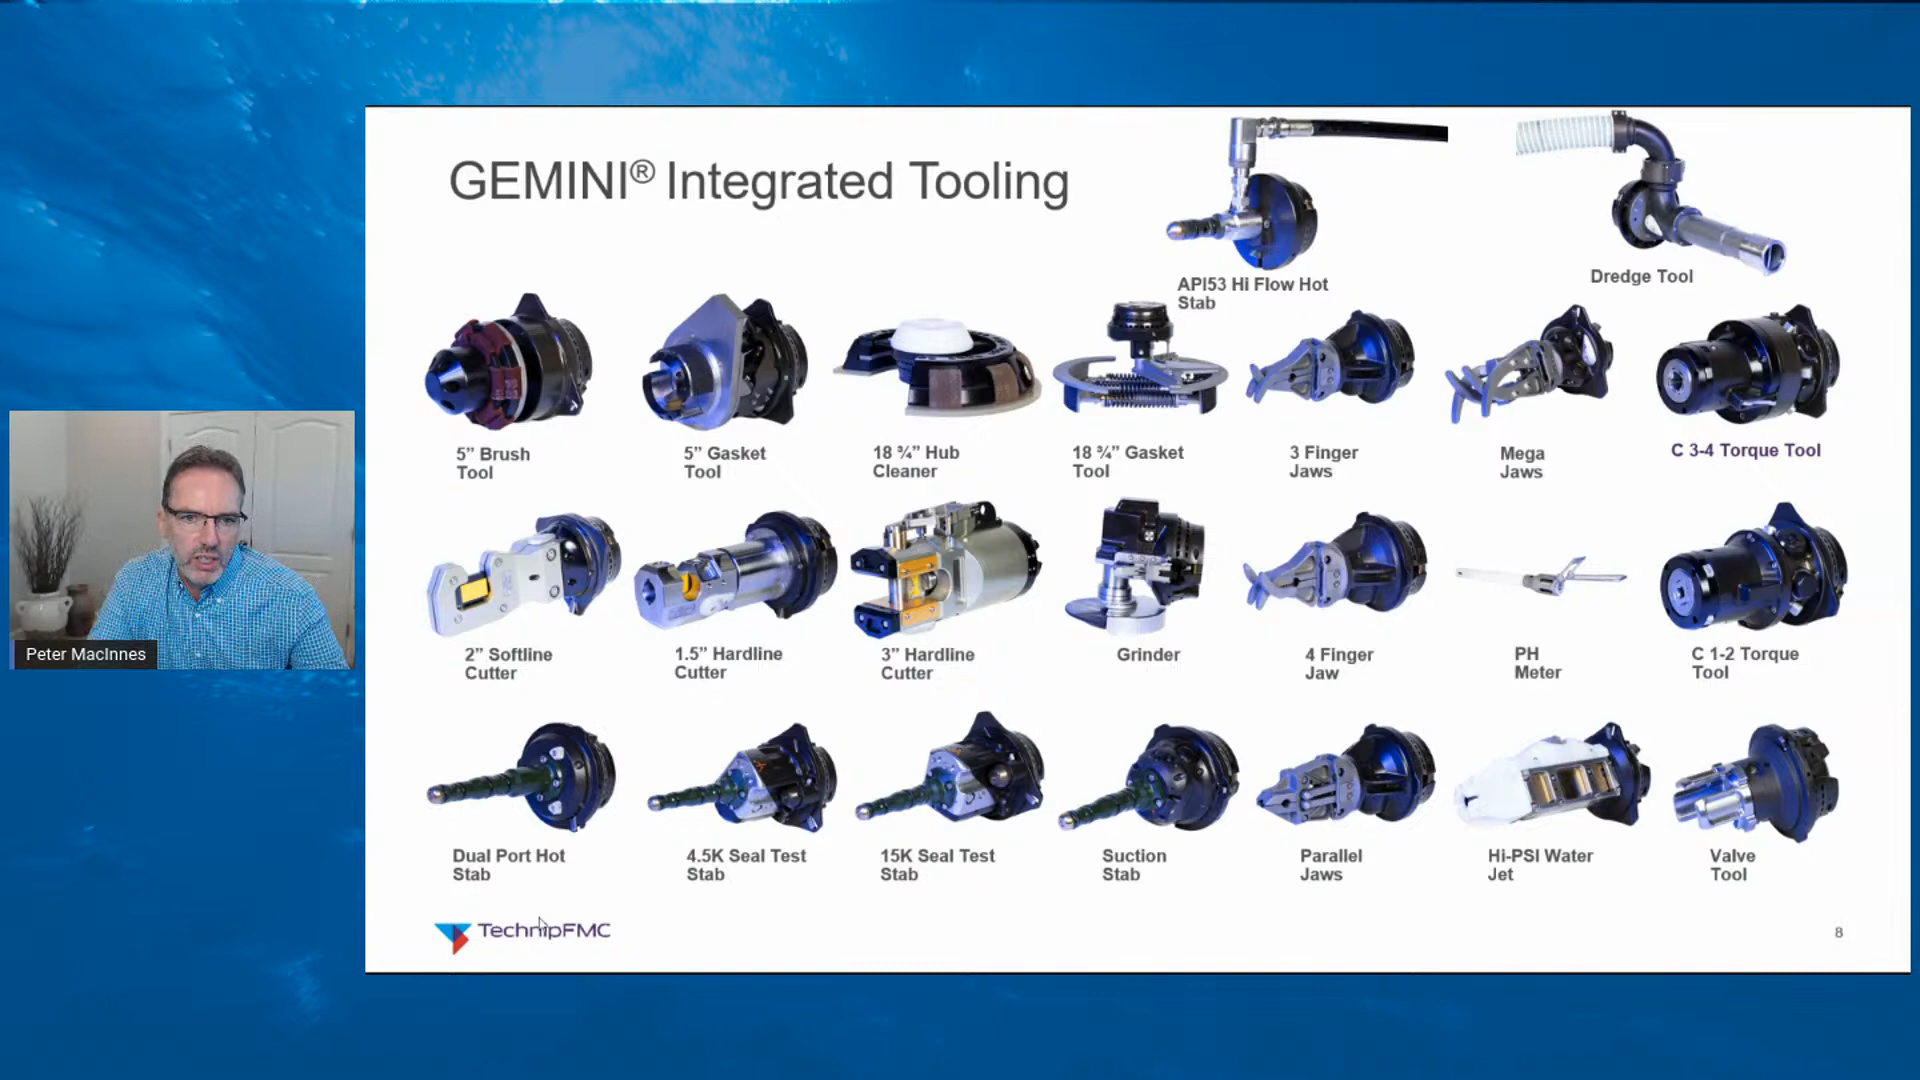 GEMINI® Integrated Tooling
API53 Hi Flow Hot
Stab
Dredge Tool
5” Brush
Tool
5” Gasket
Tool
18 ¾” Hub
Cleaner
18 ¾” Gasket
Tool
3 Finger
Jaws
Mega
Jaws
C 3-4 Torque Tool
2” Softline
Cutter
1.5” Hardline
Cutter
3” Hardline
Cutter
Grinder
4 Finger
Jaw
PH
Meter
C 1-2 Torque
Tool
Dual Port Hot
Stab
4.5K Seal Test
Stab
15K Seal Test
Stab
Suction
Stab
Parallel
Jaws
Hi-PSI Water
Jet
Valve
Tool
TechnipFMC
8
Peter MacInnes